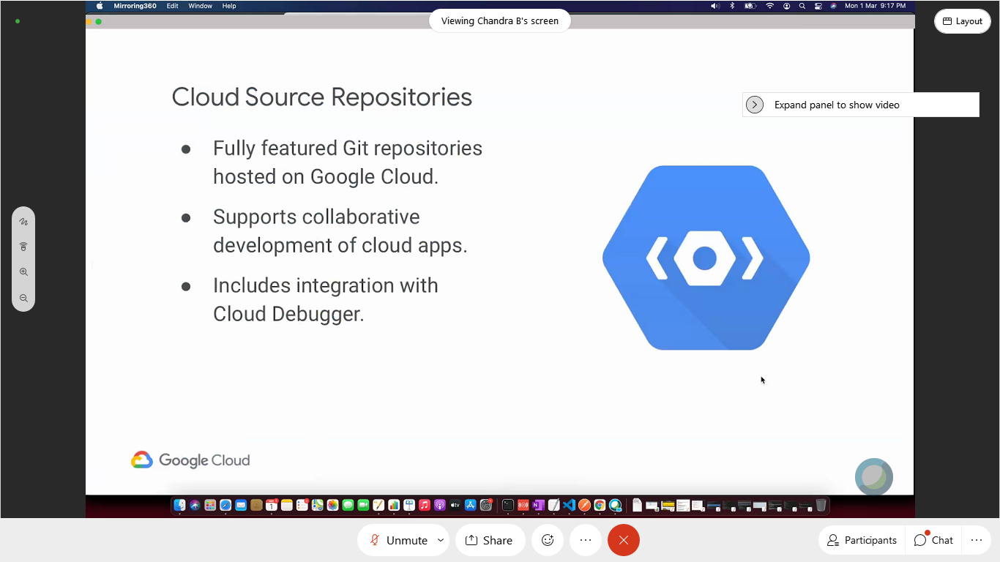 Mirroring360 Edit Window Help
Mon 1 Mar 9:17 PM
Viewing Chandra B's screen
Layout
Expand panel to show video
Cloud Source Repositories
● Fully featured Git repositories
hosted on Google Cloud.
● Supports collaborative
development of cloud apps.
● Includes integration with
Cloud Debugger.
Google Cloud
Unmute
Share
Participants
Chat